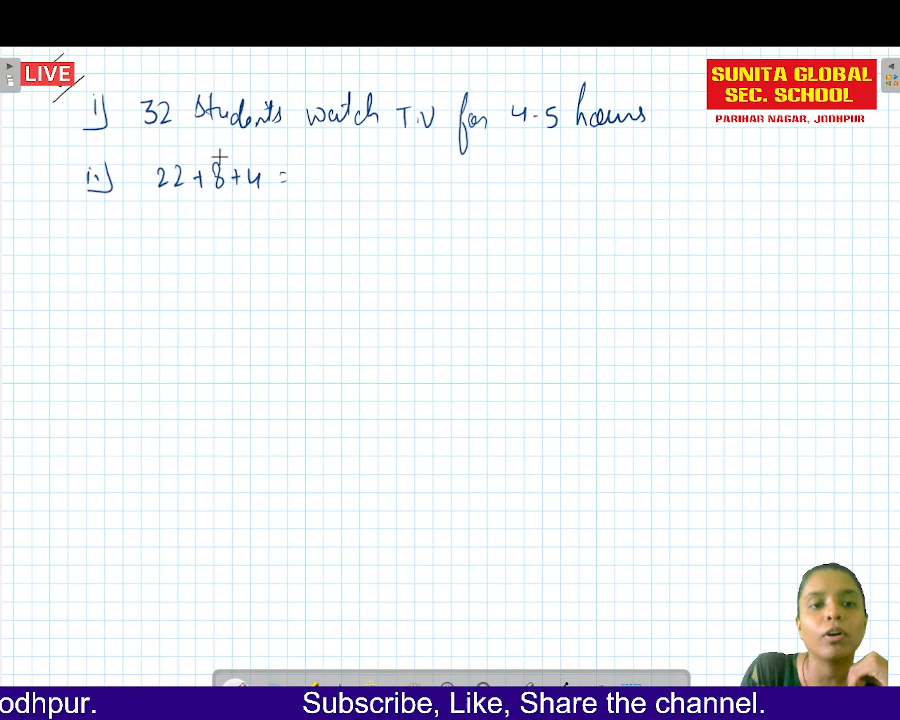 LIVE
SUNITA GLOBAL
SEC. SCHOOL
PARIHAR NAGAR, JODHPUR
i) 32 students watch T.V for 4-5 hours
ii) 22+8+4 =
odhpur. Subscribe, Like, Share the channel.